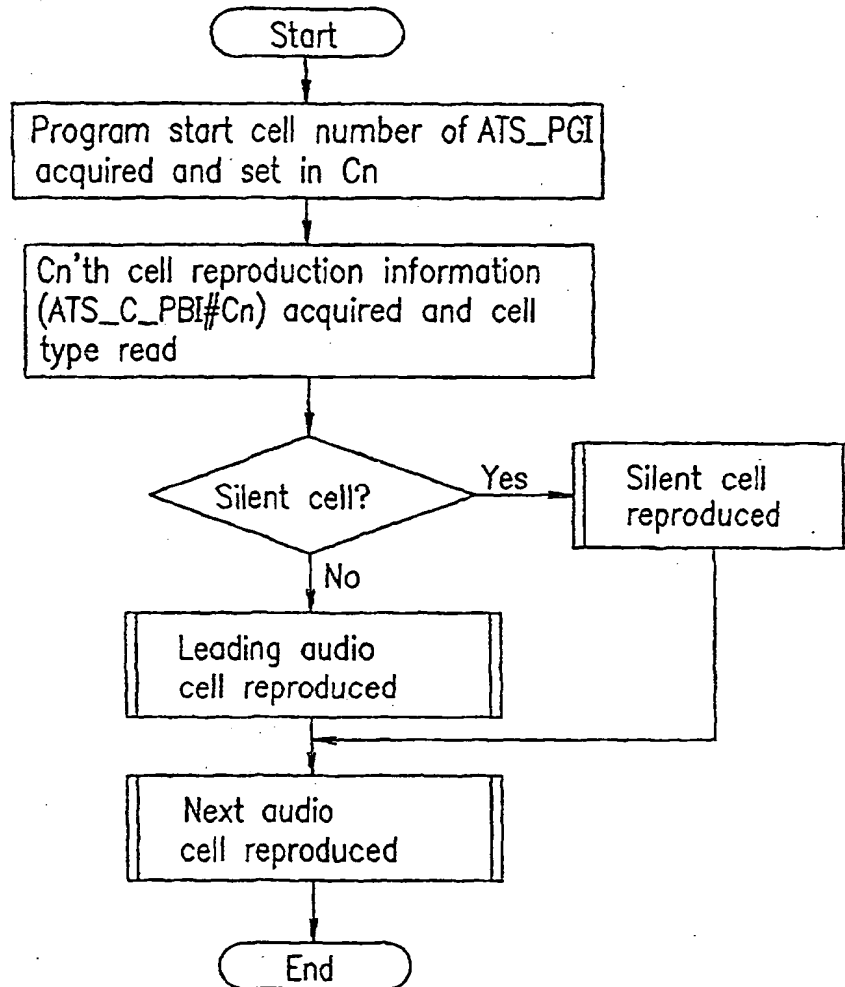 Start
Program start cell number of ATS_PGI
acquired and set in Cn
Cn'th cell reproduction information
(ATS_C_PBI#Cn) acquired and cell
type read
Silent cell?
Yes
Silent cell
reproduced
No
Leading audio
cell reproduced
Next audio
cell reproduced
End